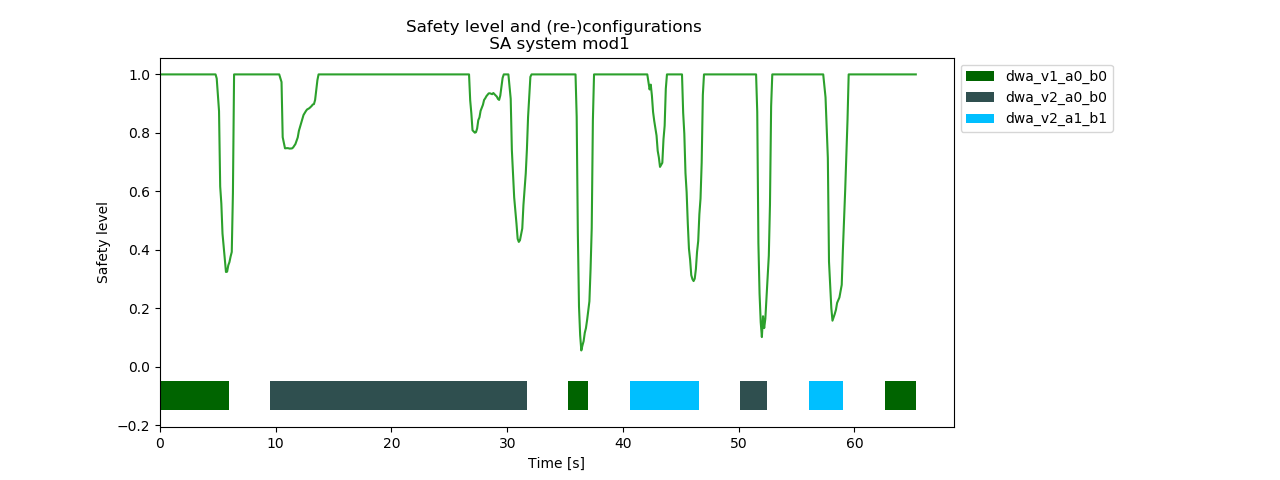 Safety level and (re-)configurations
SA system mod1
dwa_v1_a0_b0
dwa_v2_a0_b0
dwa_v2_a1_b1
Safety level
1.0
0.8
0.6
0.4
0.2
0.0
−0.2
0 10 20 30 40 50 60
Time [s]